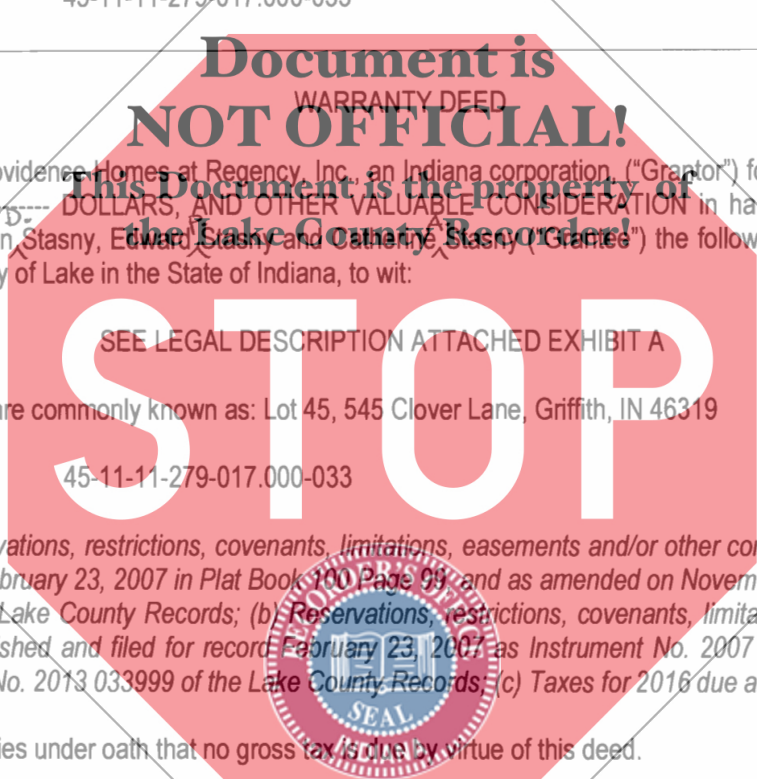 45-11-11-279-017.000-033
Document is
WARRANTY DEED
NOT OFFICIAL!
ovidence Homes at Regency, Inc., an Indiana corporation, ("Grantor") fo
This Document is the property of
D.
---- DOLLARS, AND OTHER VALUABLE CONSIDERATION in ha
the Lake County Recorder!
n Stasny, Edward Stasny and Catherine Stasny ("Grantee") the follow
y of Lake in the State of Indiana, to wit:
SEE LEGAL DESCRIPTION ATTACHED EXHIBIT A
STOP
are commonly known as: Lot 45, 545 Clover Lane, Griffith, IN 46319
45-11-11-279-017.000-033
vations, restrictions, covenants, limitations, easements and/or other cor
bruary 23, 2007 in Plat Book 100 Page 99, and as amended on Novem
Lake County Records; (b) Reservations, restrictions, covenants, limita
shed and filed for record February 23, 2007 as Instrument No. 2007
No. 2013 033999 of the Lake County Records; (c) Taxes for 2016 due a
RECORDER'S OFFICE
SEAL
ies under oath that no gross tax is due by virtue of this deed.